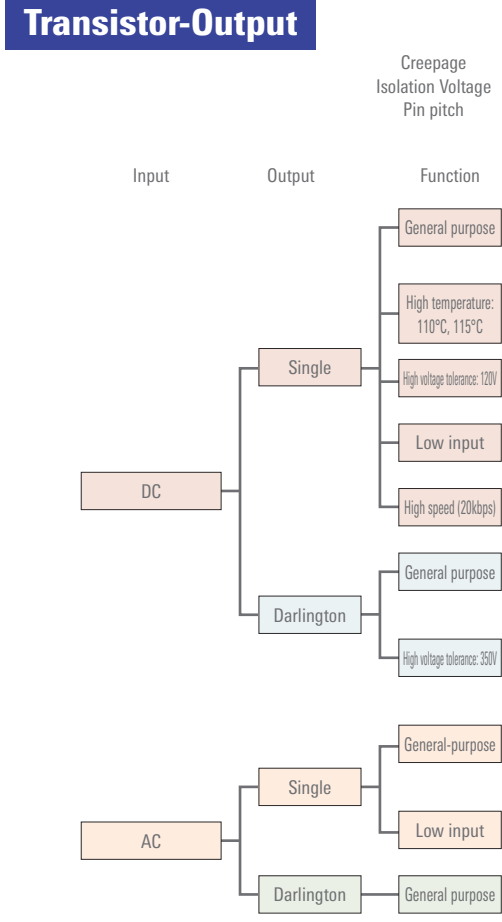 Transistor-Output
Creepage
Isolation Voltage
Pin pitch
Input
Output
Function
General purpose
High temperature:
110°C, 115°C
Single
High voltage tolerance: 120V
Low input
DC
High speed (20kbps)
General purpose
Darlington
High voltage tolerance: 350V
General-purpose
Single
Low input
AC
Darlington
General purpose